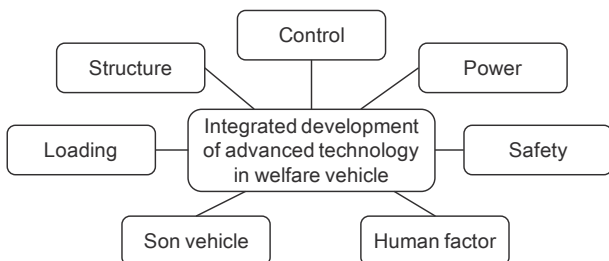 Control
Structure
Power
Integrated development
of advanced technology
in welfare vehicle
Loading
Safety
Son vehicle
Human factor